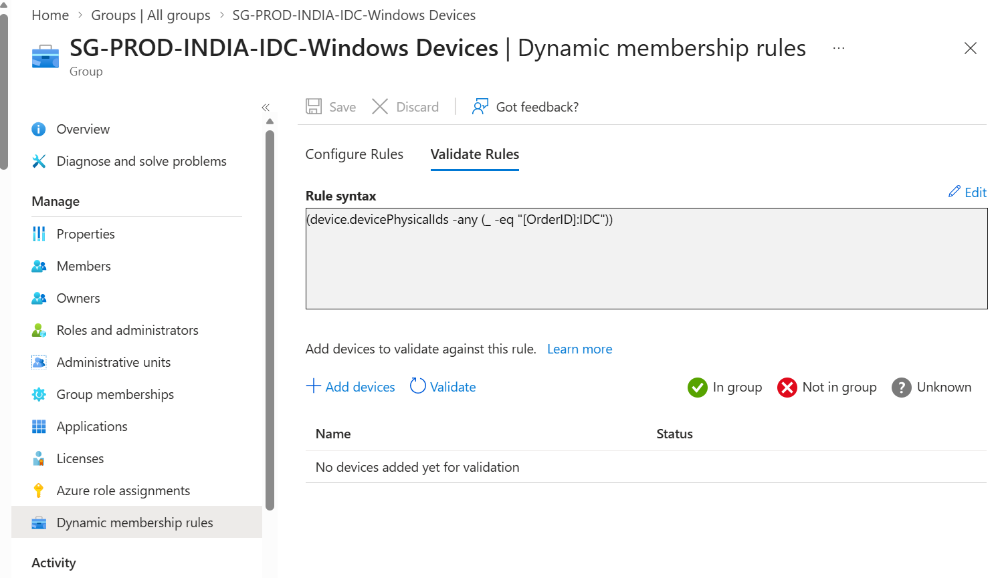 Home > Groups | All groups > SG-PROD-INDIA-IDC-Windows Devices
SG-PROD-INDIA-IDC-Windows Devices | Dynamic membership rules ...
Group
Save Discard | Got feedback?
Overview
Diagnose and solve problems
Manage
Properties
Members
Owners
Roles and administrators
Administrative units
Group memberships
Applications
Licenses
Azure role assignments
Dynamic membership rules
Activity
Configure Rules Validate Rules
Rule syntax Edit
(device.devicePhysicalIds -any (_ -eq "[OrderID]:IDC"))
Add devices to validate against this rule. Learn more
Add devices Validate In group Not in group Unknown
Name Status
No devices added yet for validation